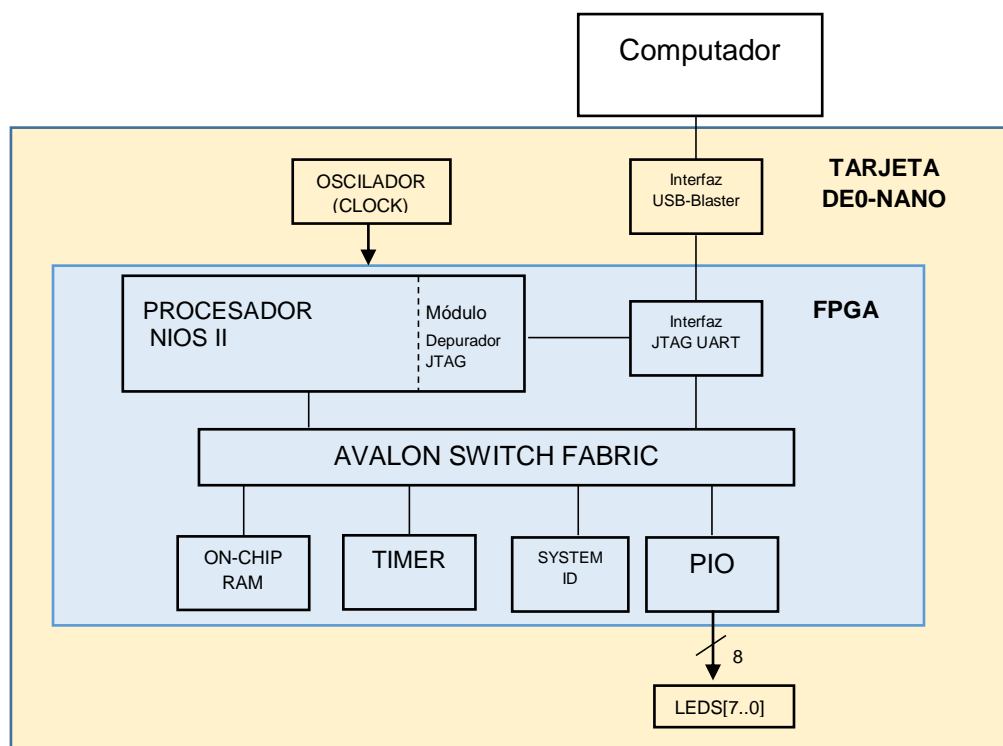 Computador
TARJETA
DE0-NANO
OSCILADOR
(CLOCK)
Interfaz
USB-Blaster
PROCESADOR
NIOS II
Módulo
Depurador
JTAG
Interfaz
JTAG UART
FPGA
AVALON SWITCH FABRIC
ON-CHIP
RAM
TIMER
SYSTEM
ID
PIO
8
LEDS[7..0]